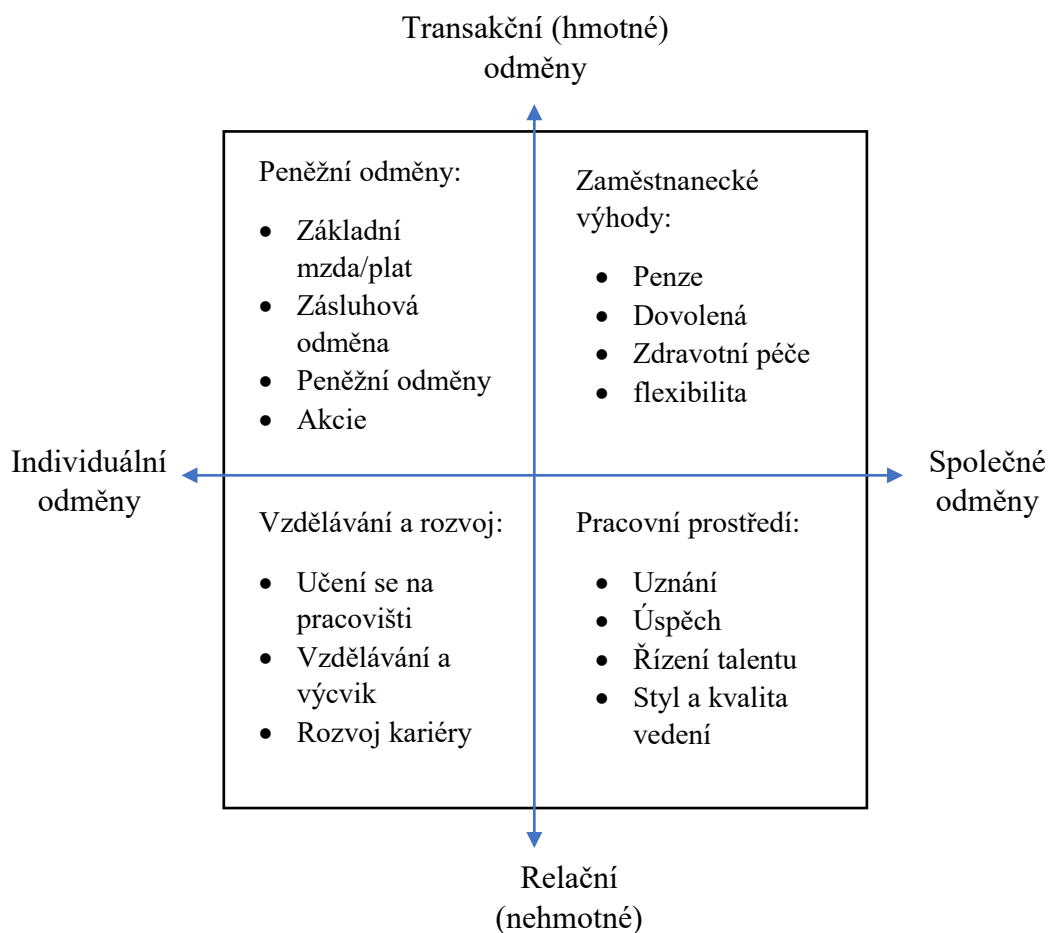 Transakční (hmotné)
odměny
Peněžní odměny:
• Základní
mzda/plat
• Zásluhová
odměna
• Peněžní odměny
• Akcie
Zaměstnanecké
výhody:
• Penze
• Dovolená
• Zdravotní péče
• flexibilita
Individuální
odměny
Společné
odměny
Vzdělávání a rozvoj:
• Učení se na
pracovišti
• Vzdělávání a
výcvik
• Rozvoj kariéry
Pracovní prostředí:
• Uznání
• Úspěch
• Řízení talentu
• Styl a kvalita
vedení
Relační
(nehmotné)